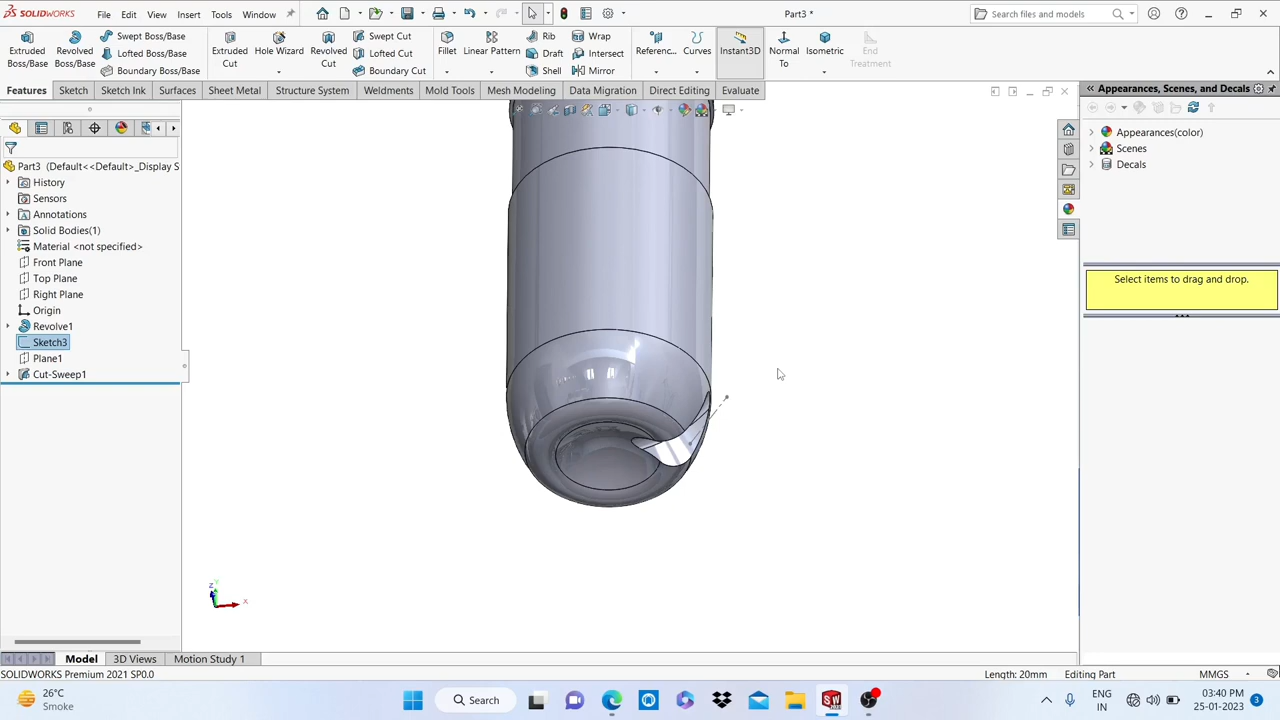 SOLIDWORKS File Edit View Insert Tools Window Part3 * Search files and models
Extruded Boss/Base
Revolved Boss/Base
Swept Boss/Base
Lofted Boss/Base
Boundary Boss/Base
Extruded Cut
Hole Wizard
Revolved Cut
Swept Cut
Lofted Cut
Boundary Cut
Fillet
Linear Pattern
Rib
Draft
Shell
Wrap
Intersect
Mirror
Referenc...
Curves
Instant3D
Normal To
Isometric
End Treatment
Features Sketch Sketch Ink Surfaces Sheet Metal Structure System Weldments Mold Tools Mesh Modeling Data Migration Direct Editing Evaluate
Part3 (Default<<Default>_Display S
History
Sensors
Annotations
Solid Bodies(1)
Material <not specified>
Front Plane
Top Plane
Right Plane
Origin
Revolve1
Sketch3
Plane1
Cut-Sweep1
Appearances, Scenes, and Decals
Appearances(color)
Scenes
Decals
Select items to drag and drop.
Z Y X
Model 3D Views Motion Study 1
SOLIDWORKS Premium 2021 SP0.0 Length: 20mm Editing Part MMGS
26°C
Smoke
Search
ENG
IN
03:40 PM
25-01-2023
3